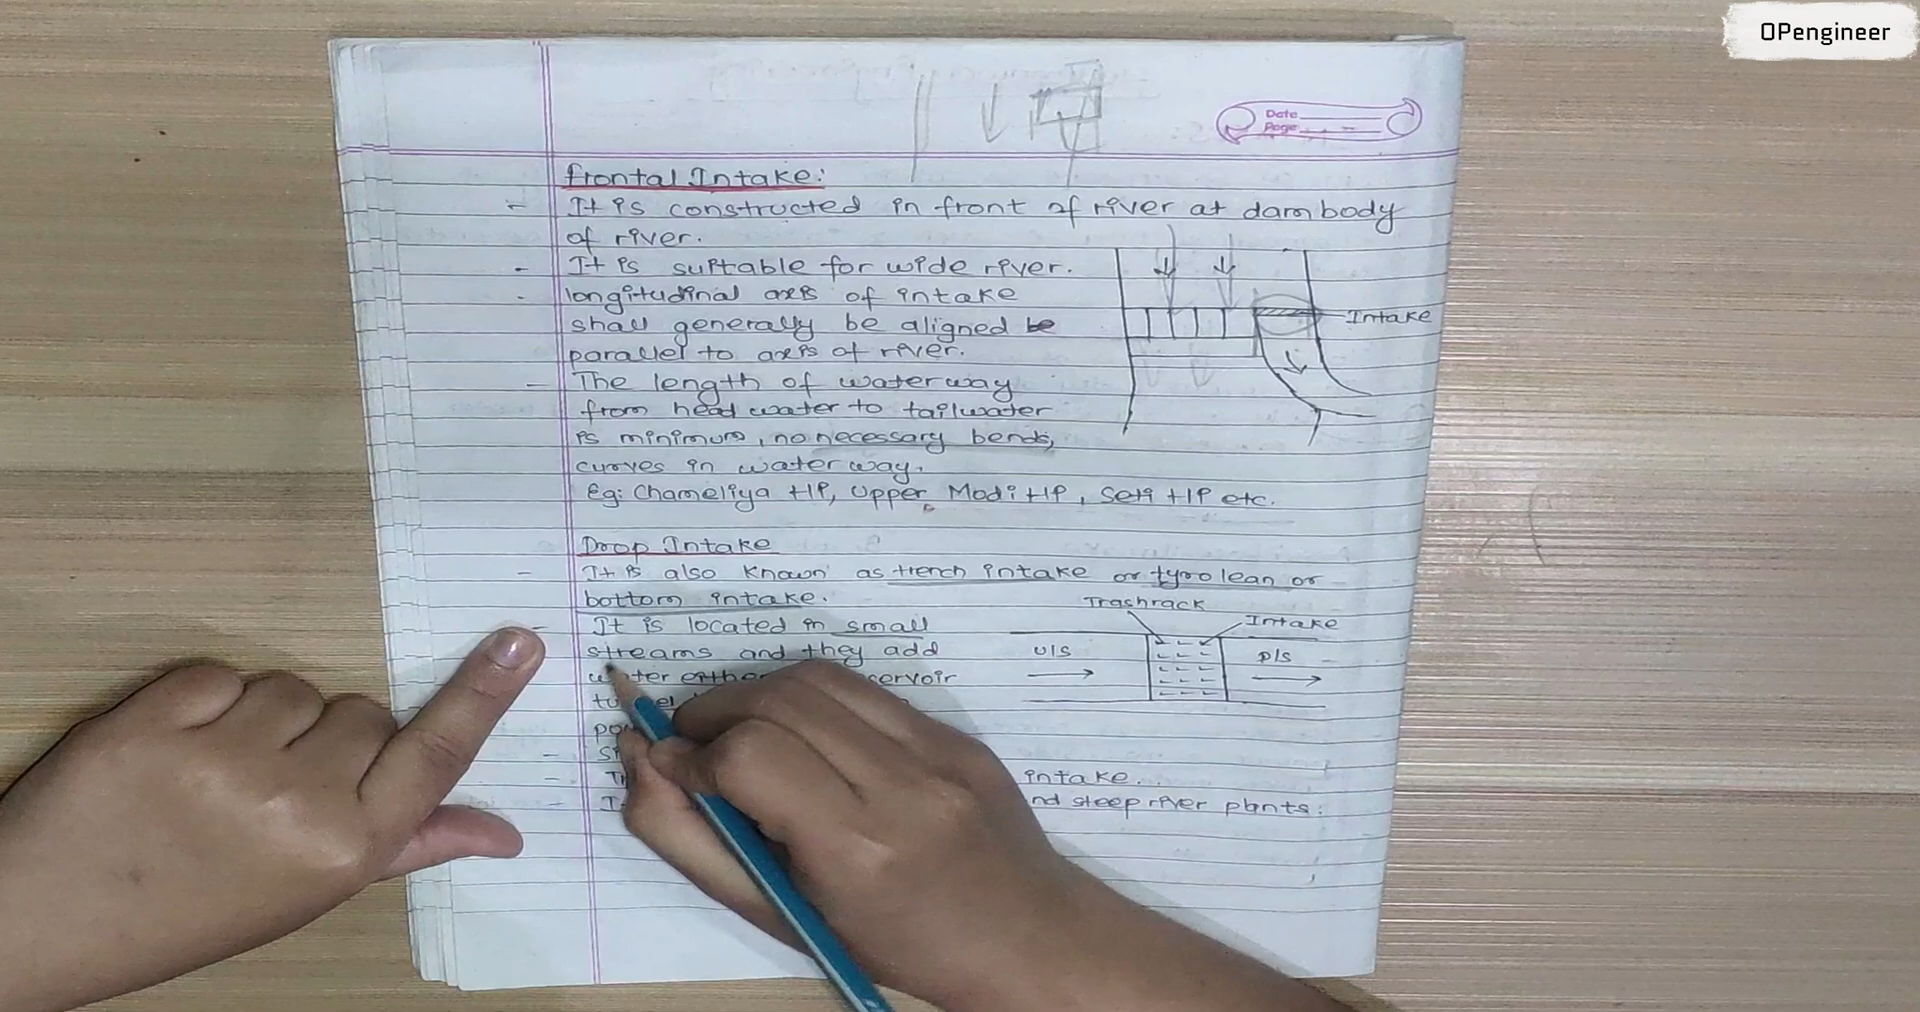 OPengineer
Date
Page
frontal Intake:
- It is constructed in front of river at dam body
of river.
- It is suitable for wide river.
- longitudinal axis of intake
shall generally be aligned be
parallel to axis of river.
Intake
- The length of waterway
from head water to tailwater
is minimum, no necessary bends,
curves in waterway.
Eg: Chameliya HP, Upper Modi HP, Seti HP etc.
Drop Intake
- It is also known as trench intake or tyrolean or
bottom intake.
Trashrack
Intake
- It is located in small
streams and they add
U/S
D/S
water
to
intake.
and steep river plants.